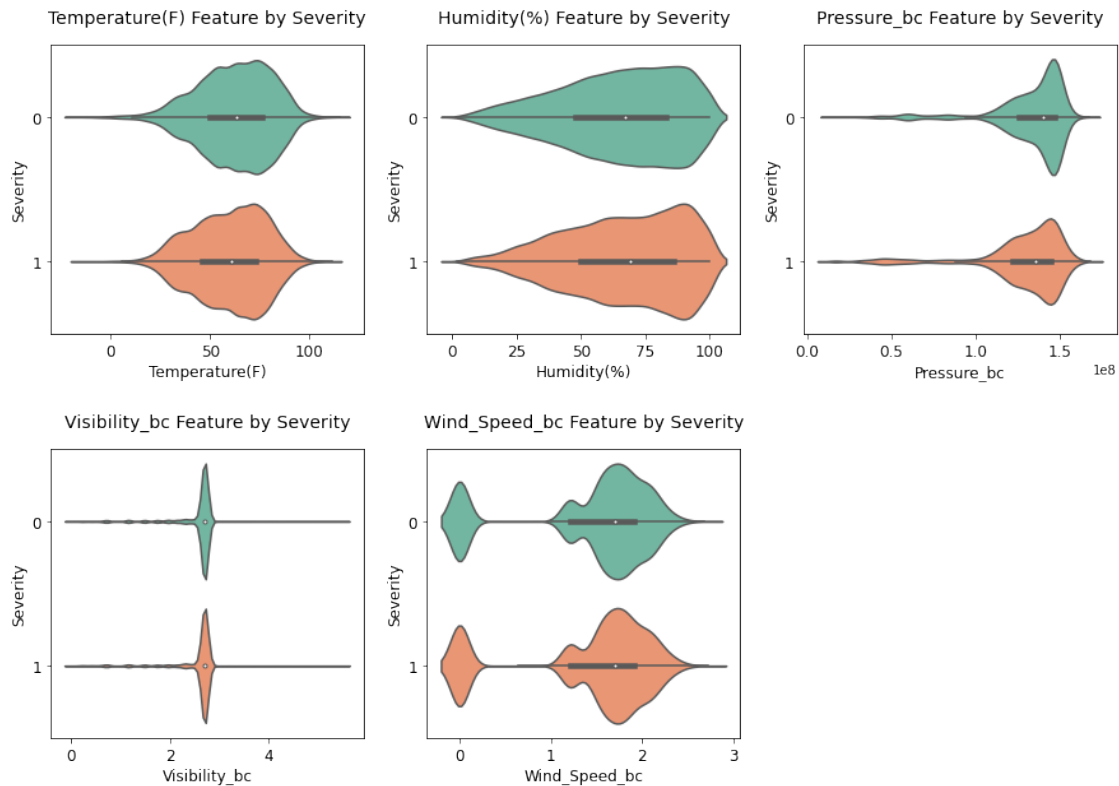 Temperature(F) Feature by Severity
Severity
0
1
0
50
100
Temperature(F)
Humidity(%) Feature by Severity
Severity
0
1
0
25
50
75
100
Humidity(%)
Pressure_bc Feature by Severity
Severity
0
1
0.0
0.5
1.0
1.5
1e8
Pressure_bc
Visibility_bc Feature by Severity
Severity
0
1
0
2
4
Visibility_bc
Wind_Speed_bc Feature by Severity
Severity
0
1
0
1
2
3
Wind_Speed_bc